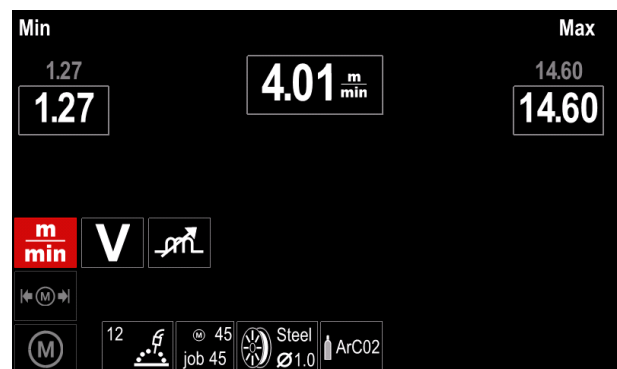 Min
Max
1.27
1.27
4.01 m/min
14.60
14.60
m
min
V
M
M
12
M 45
job 45
Steel
Ø1.0
ArC02